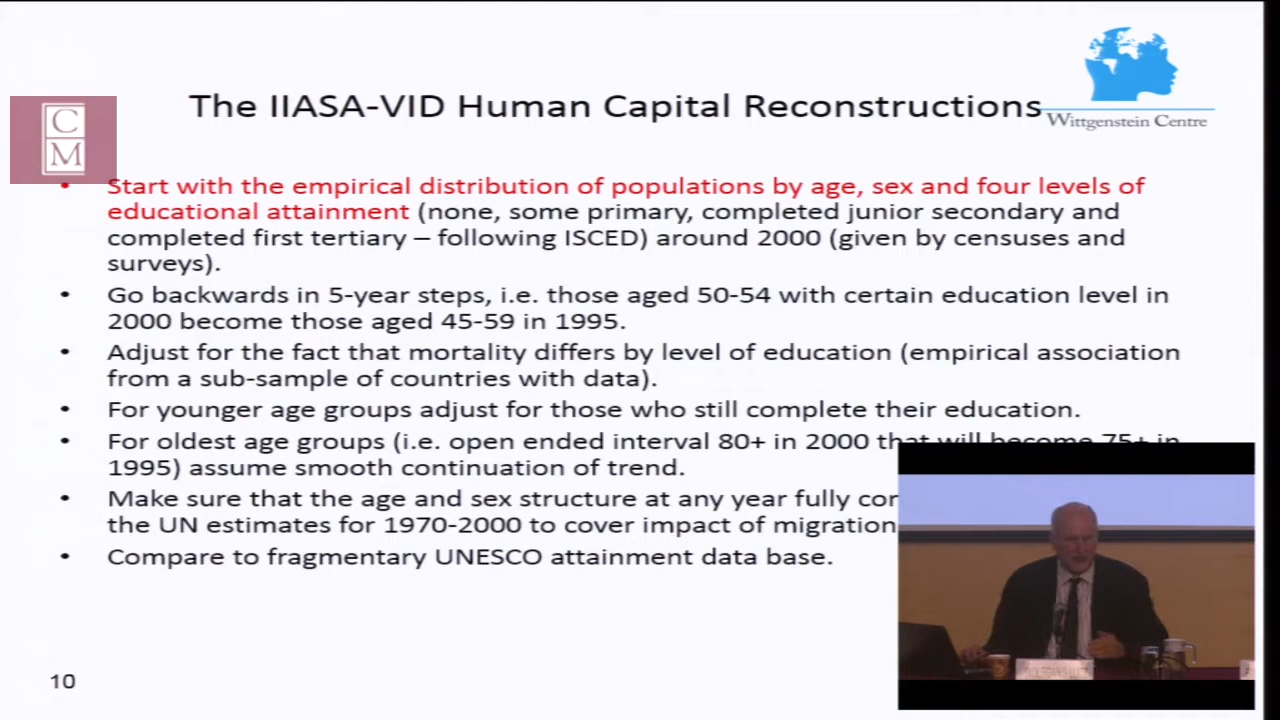 The IIASA-VID Human Capital Reconstructions
Wittgenstein Centre
C
M
• Start with the empirical distribution of populations by age, sex and four levels of
educational attainment (none, some primary, completed junior secondary and
completed first tertiary – following ISCED) around 2000 (given by censuses and
surveys).
• Go backwards in 5-year steps, i.e. those aged 50-54 with certain education level in
2000 become those aged 45-59 in 1995.
• Adjust for the fact that mortality differs by level of education (empirical association
from a sub-sample of countries with data).
• For younger age groups adjust for those who still complete their education.
• For oldest age groups (i.e. open ended interval 80+ in 2000 that will become 75+ in
1995) assume smooth continuation of trend.
• Make sure that the age and sex structure at any year fully
the UN estimates for 1970-2000 to cover impact of migration
• Compare to fragmentary UNESCO attainment data base.
10